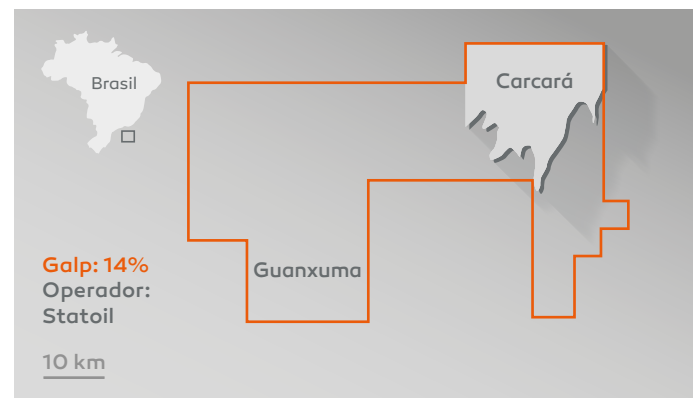 Brasil
Carcará
Guanxuma
Galp: 14%
Operador:
Statoil
10 km